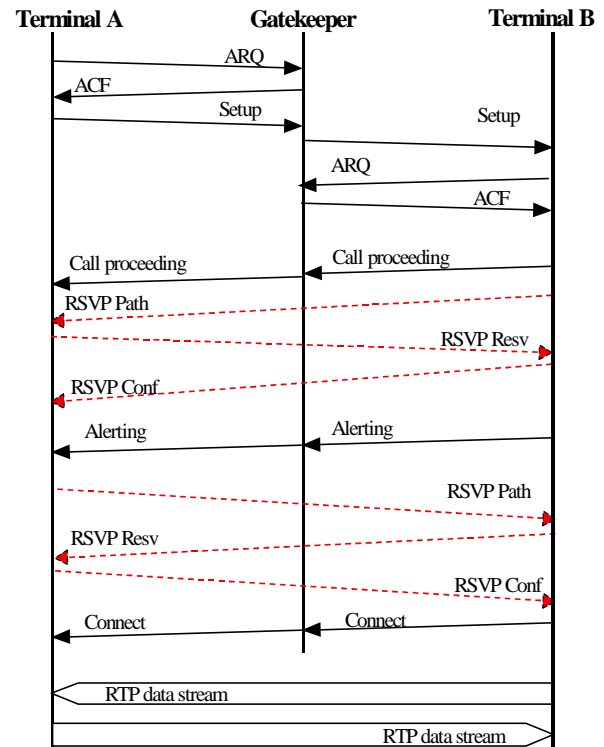 Terminal A Gatekeeper Terminal B
ARQ
ACF
Setup
Setup
ARQ
ACF
Call proceeding
Call proceeding
RSVP Path
RSVP Resv
RSVP Conf
Alerting
Alerting
RSVP Path
RSVP Resv
RSVP Conf
Connect
Connect
RTP data stream
RTP data stream